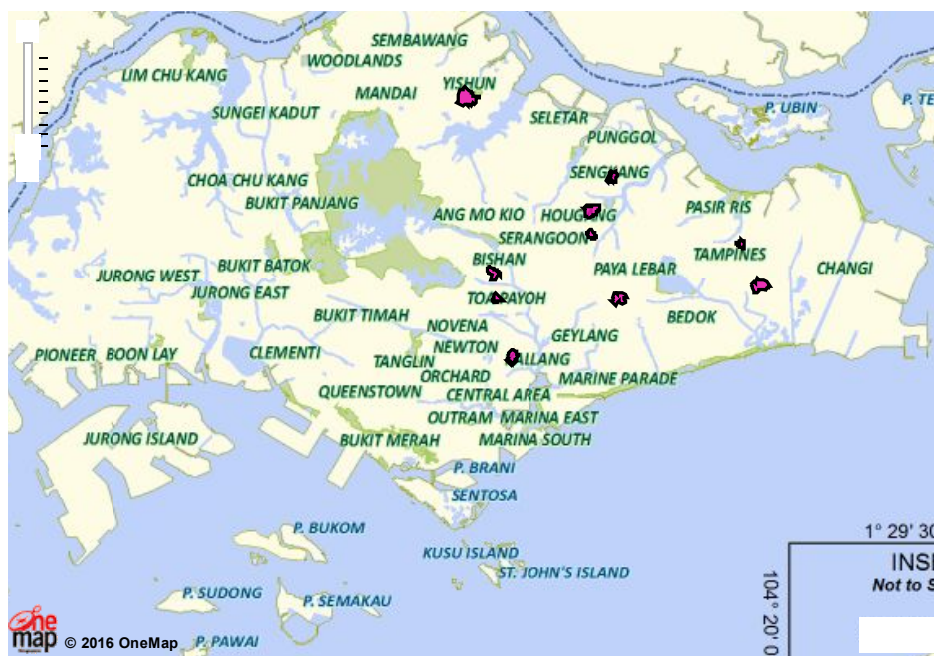 SEMBAWANG
WOODLANDS
LIM CHU KANG
YISHUN
MANDAI
P. UBIN
P. TE
SUNGEI KADUT
SELETAR
PUNGGOL
SENGKANG
CHOA CHU KANG
BUKIT PANJANG
PASIR RIS
ANG MO KIO
HOUGANG
SERANGOON
TAMPINES
BISHAN
BUKIT BATOK
PAYA LEBAR
CHANGI
JURONG WEST
JURONG EAST
TOA PAYOH
BUKIT TIMAH
BEDOK
NOVENA
GEYLANG
NEWTON
PIONEER
BOON LAY
CLEMENTI
TANGLIN
ALLANG
ORCHARD
MARINE PARADE
QUEENSTOWN
CENTRAL AREA
OUTRAM
MARINA EAST
JURONG ISLAND
BUKIT MERAH
MARINA SOUTH
P. BRANI
SENTOSA
P. BUKOM
1° 29' 30
KUSU ISLAND
INSI
ST. JOHN'S ISLAND
Not to S
104° 20' 0
P. SUDONG
P. SEMAKAU
One
map © 2016 OneMap
P. PAWAI